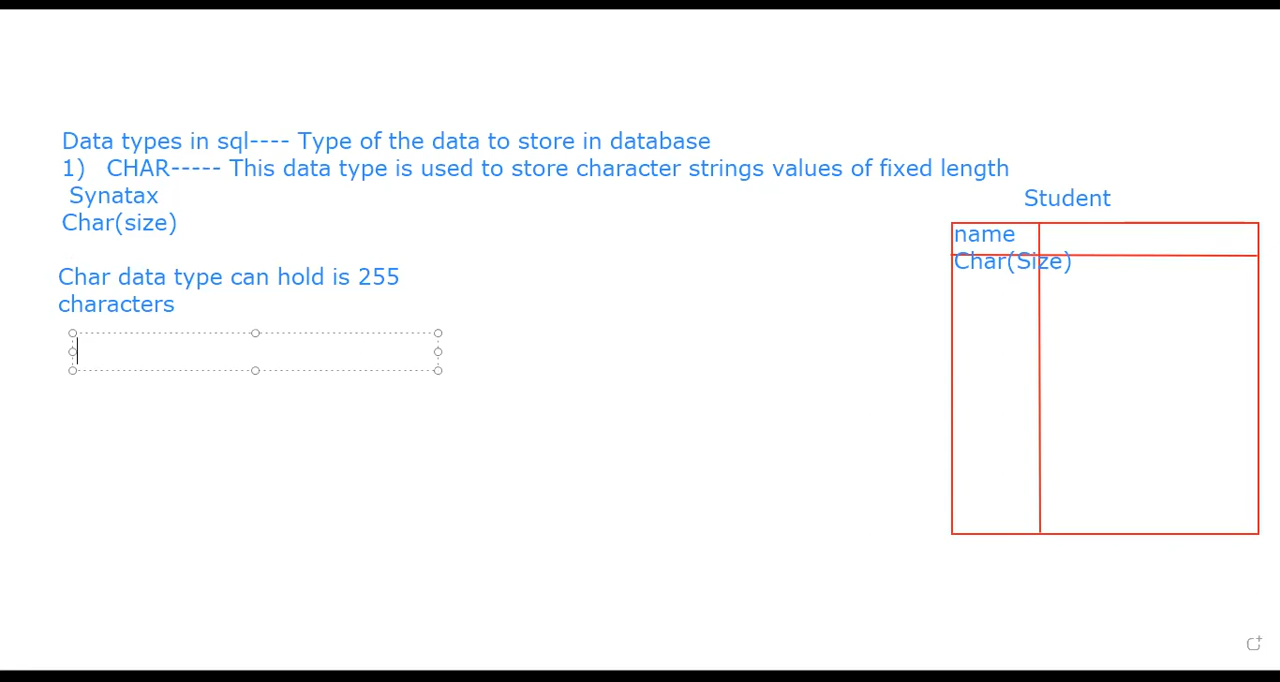 Data types in sql---- Type of the data to store in database
1) CHAR----- This data type is used to store character strings values of fixed length
Synatax
Char(size)
Char data type can hold is 255
characters
Student
name
Char(Size)